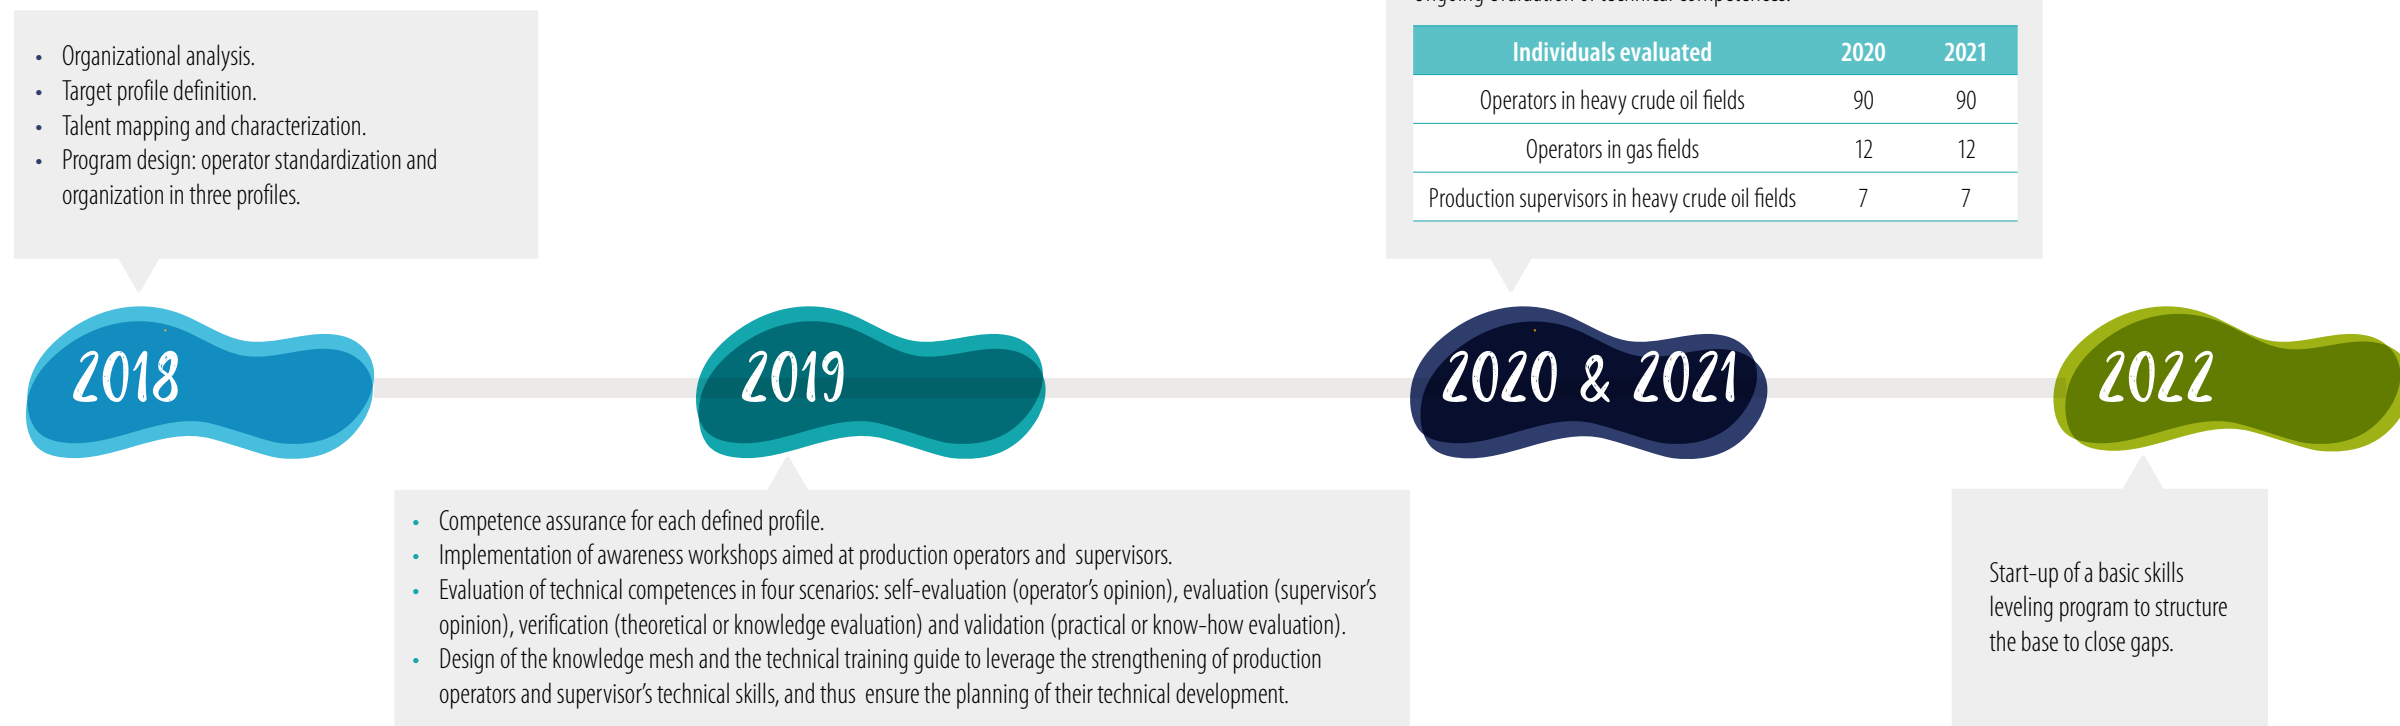 • Organizational analysis.
• Target profile definition.
• Talent mapping and characterization.
• Program design: operator standardization and
organization in three profiles.
Ongoing evaluation of technical competences.
Individuals evaluated 2020 2021
Operators in heavy crude oil fields 90 90
Operators in gas fields 12 12
Production supervisors in heavy crude oil fields 7 7
2018
2019
2020 & 2021
2022
• Competence assurance for each defined profile.
• Implementation of awareness workshops aimed at production operators and supervisors.
• Evaluation of technical competences in four scenarios: self-evaluation (operator’s opinion), evaluation (supervisor’s
opinion), verification (theoretical or knowledge evaluation) and validation (practical or know-how evaluation).
• Design of the knowledge mesh and the technical training guide to leverage the strengthening of production
operators and supervisor’s technical skills, and thus ensure the planning of their technical development.
Start-up of a basic skills
leveling program to structure
the base to close gaps.